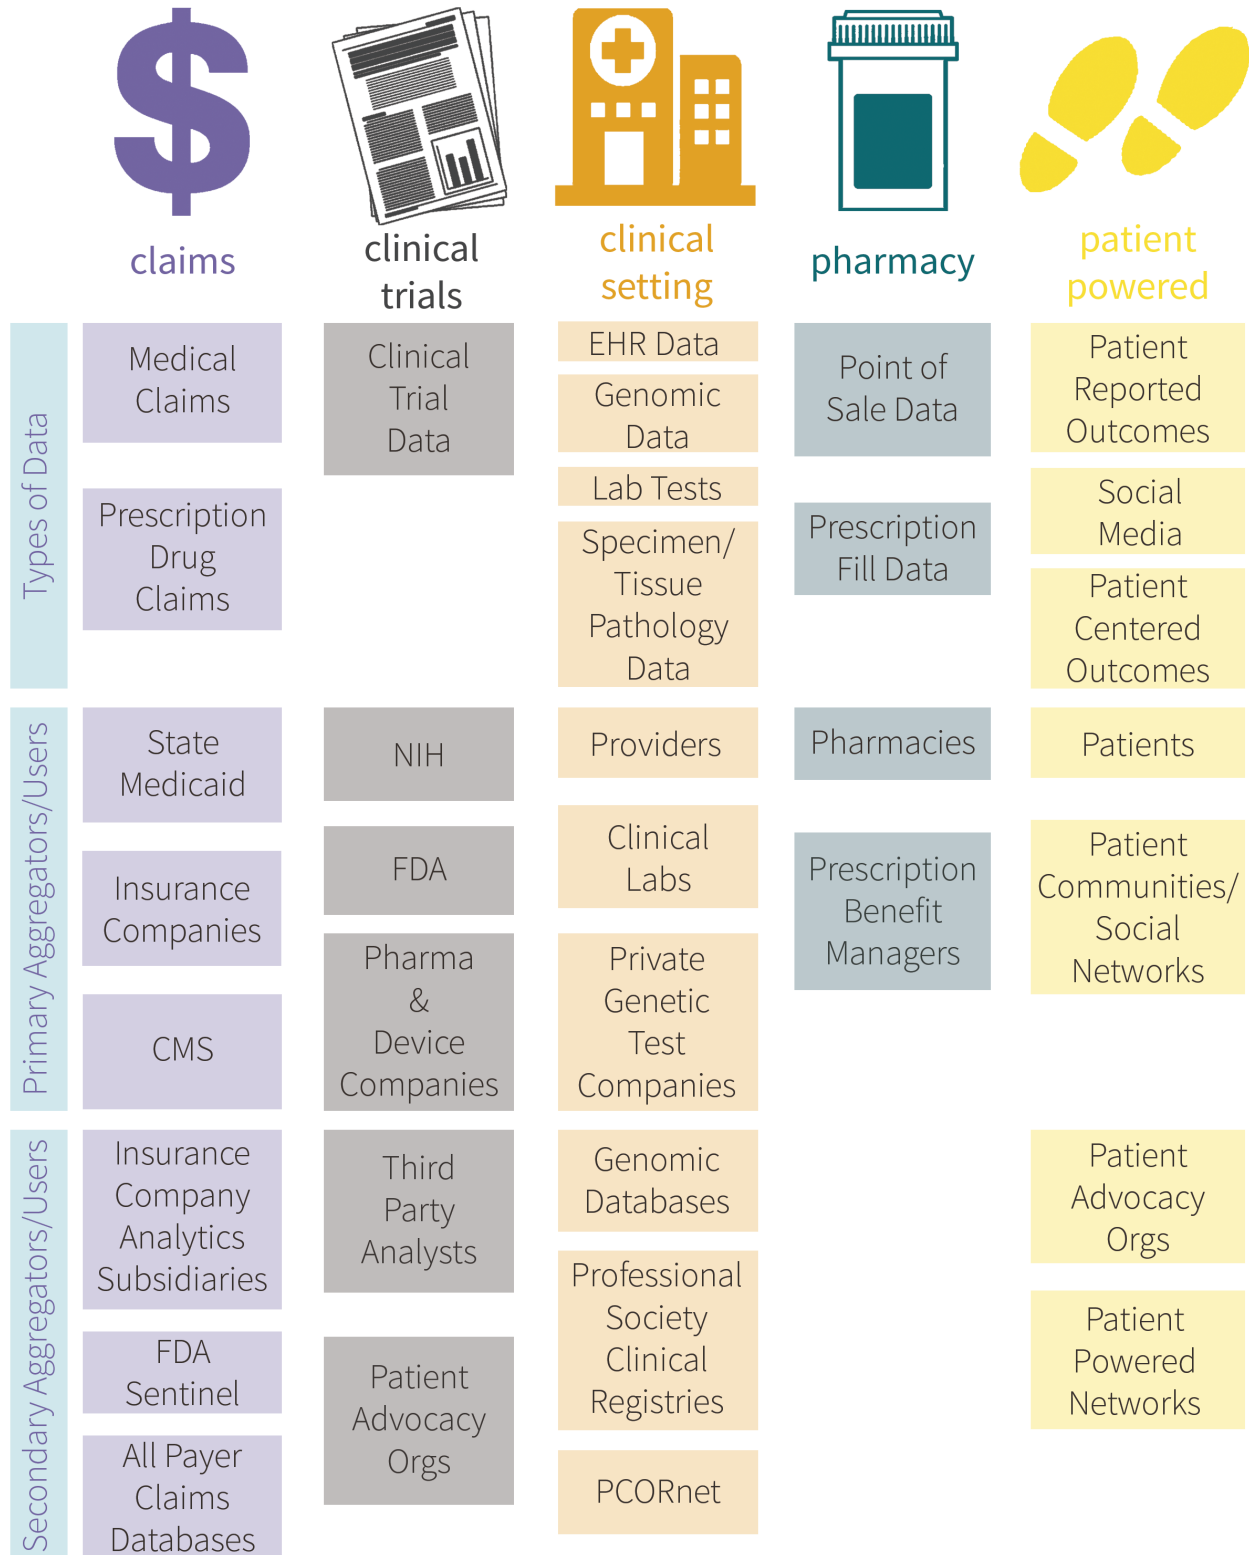 claims
clinical
trials
clinical
setting
pharmacy
patient
powered
Types of Data
Medical
Claims
Prescription
Drug
Claims
Clinical
Trial
Data
EHR Data
Genomic
Data
Lab Tests
Specimen/
Tissue
Pathology
Data
Point of
Sale Data
Prescription
Fill Data
Patient
Reported
Outcomes
Social
Media
Patient
Centered
Outcomes
Primary Aggregators/Users
State
Medicaid
Insurance
Companies
CMS
NIH
FDA
Pharma
&
Device
Companies
Providers
Clinical
Labs
Private
Genetic
Test
Companies
Pharmacies
Prescription
Benefit
Managers
Patients
Patient
Communities/
Social
Networks
Secondary Aggregators/Users
Insurance
Company
Analytics
Subsidiaries
FDA
Sentinel
All Payer
Claims
Databases
Third
Party
Analysts
Patient
Advocacy
Orgs
Genomic
Databases
Professional
Society
Clinical
Registries
PCORnet
Patient
Advocacy
Orgs
Patient
Powered
Networks